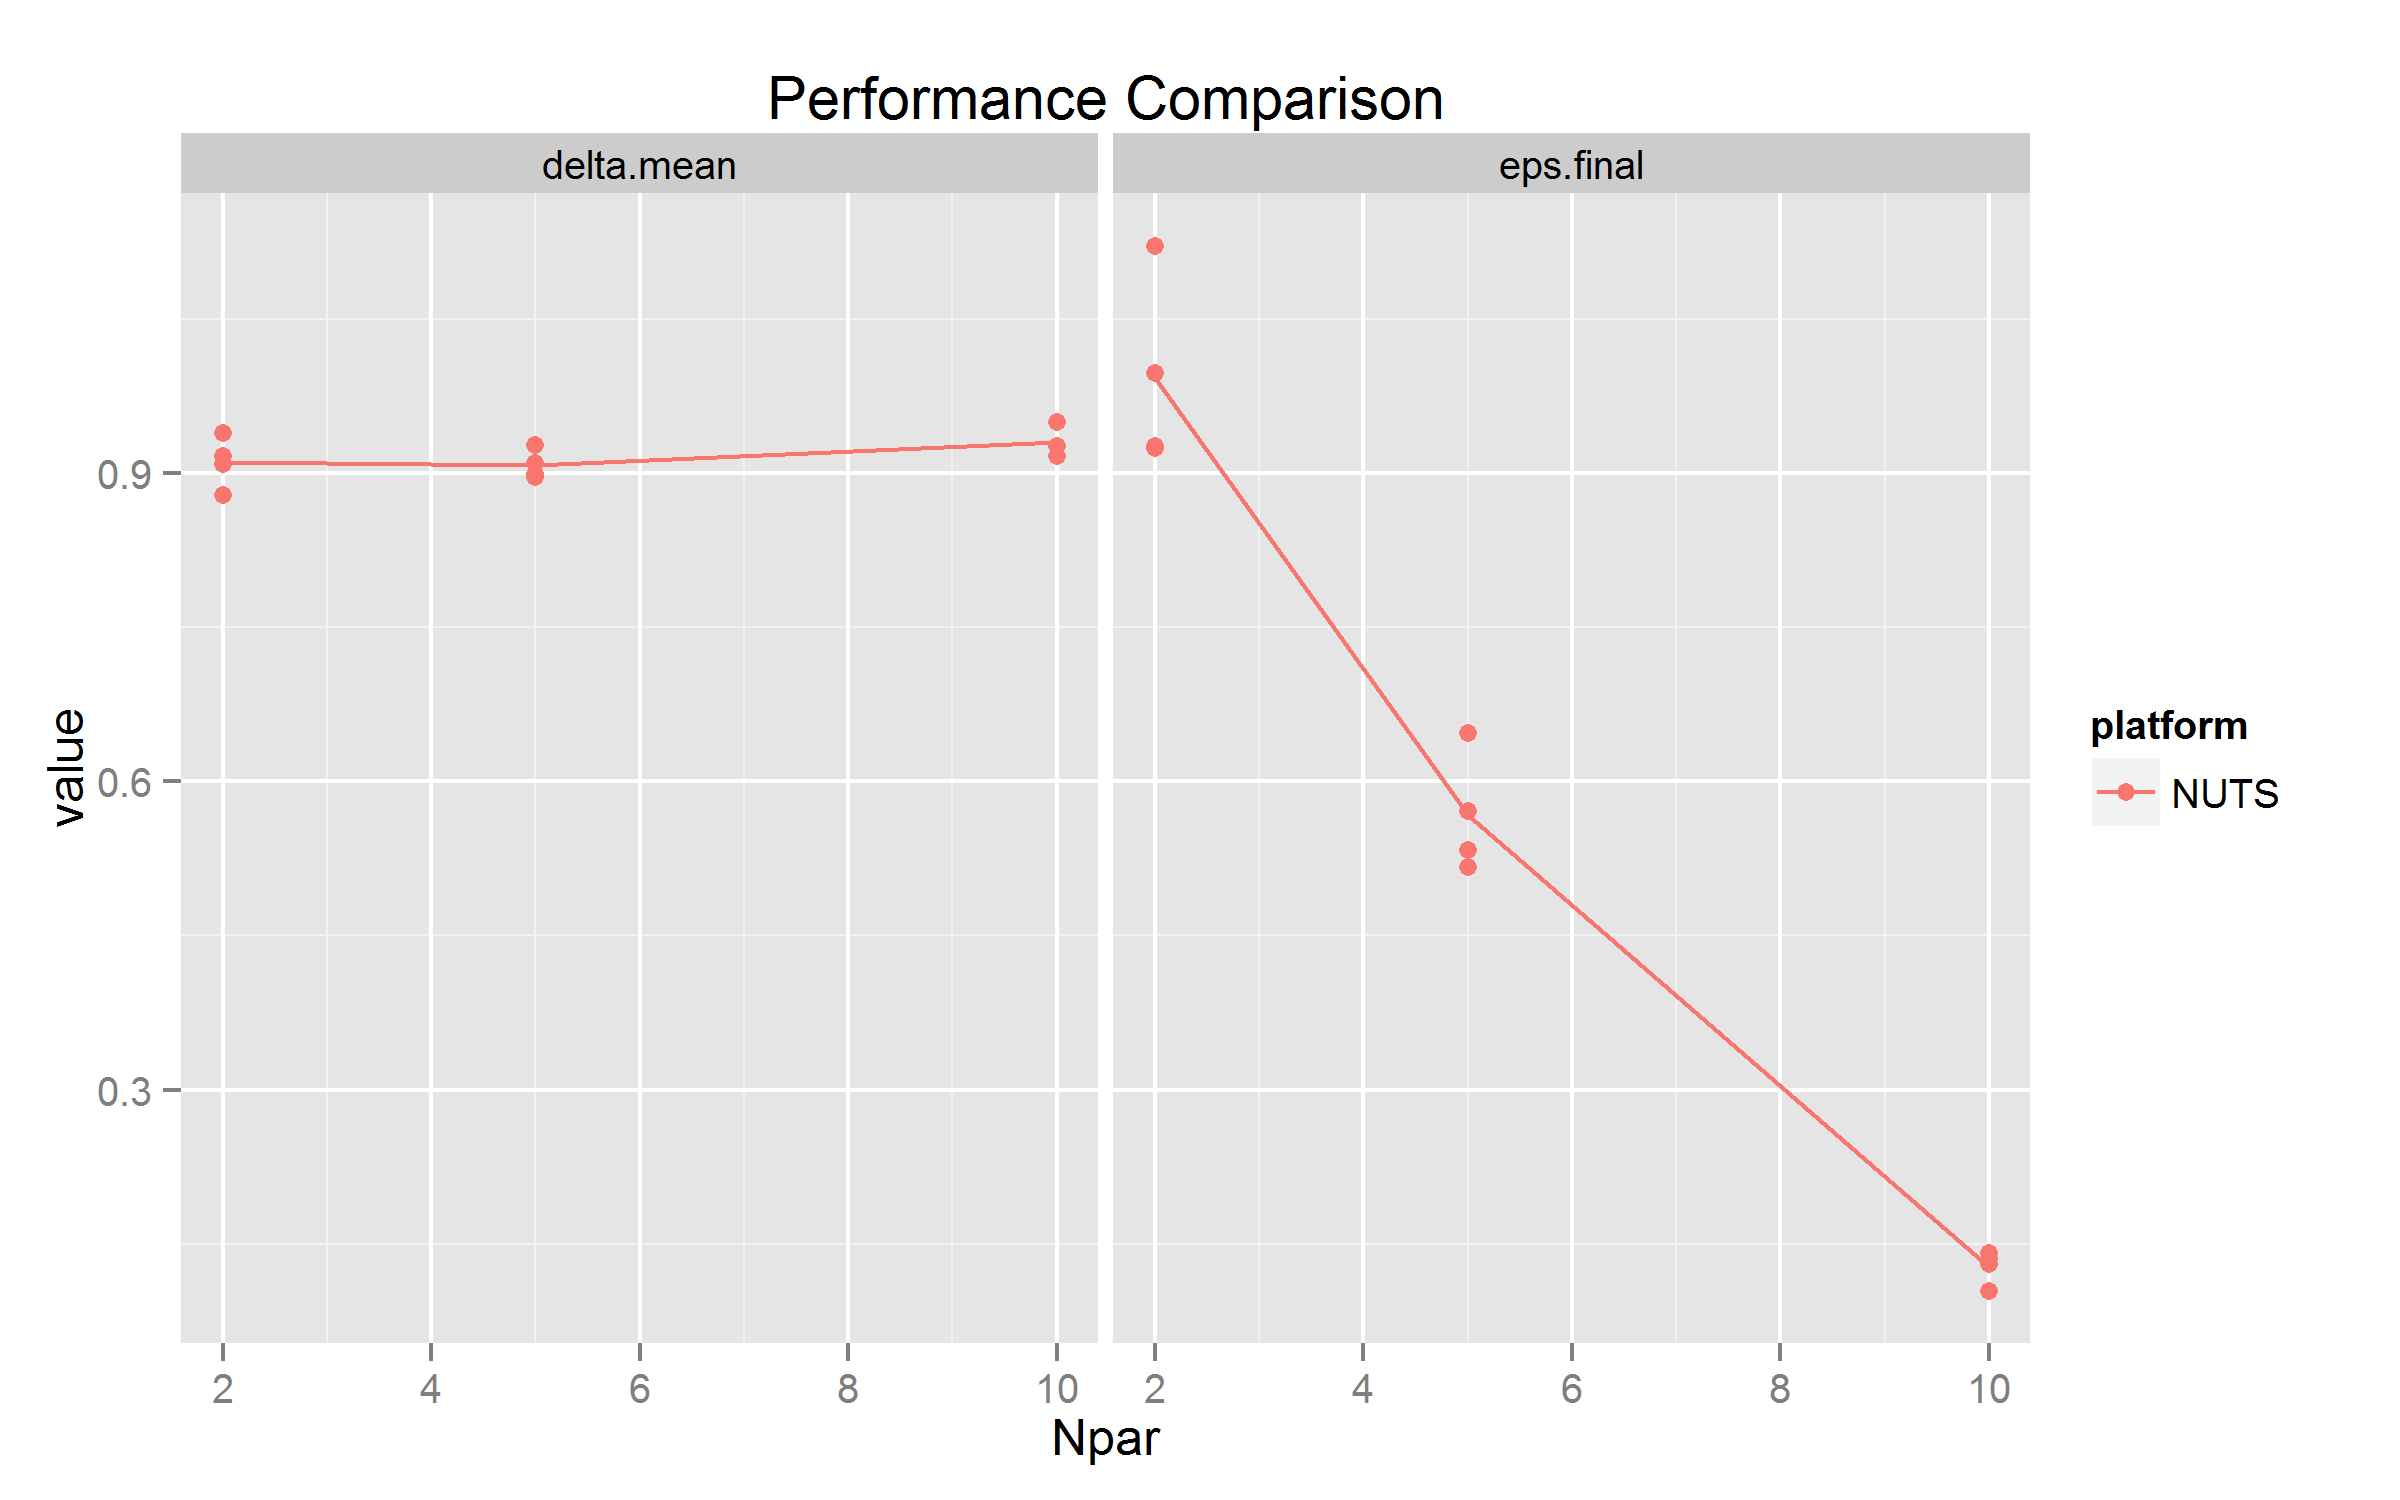 Performance Comparison
delta.mean
eps.final
value
0.9
0.6
0.3
2 4 6 8 10
2 4 6 8 10
Npar
platform
NUTS